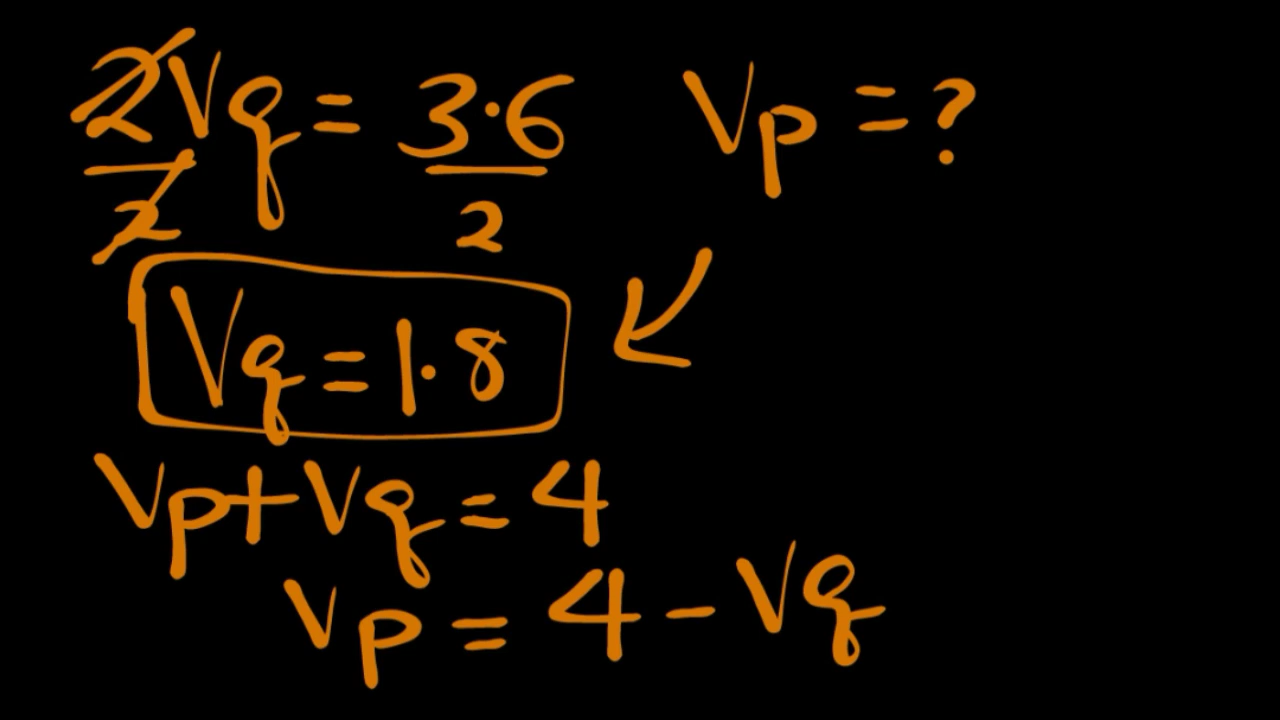 2Vq = 3.6 Vp = ?
2 2
Vq = 1.8
Vp + Vq = 4
Vp = 4 - Vq